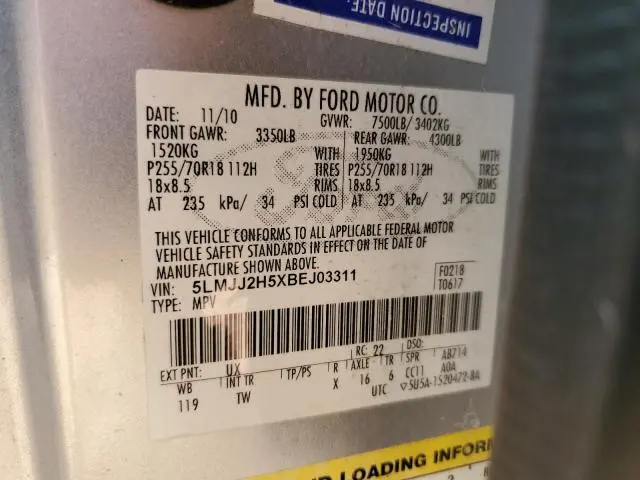 INSPECTION DATE:
MFD. BY FORD MOTOR CO.
DATE: 11/10 GVWR: 7500LB/ 3402KG
FRONT GAWR: 3350LB REAR GAWR: 4300LB
1520KG WITH 1950KG WITH
P255/70R18 112H TIRES P255/70R18 112H TIRES
18x8.5 RIMS 18x8.5 RIMS
AT 235 kPa/ 34 PSI COLD AT 235 kPa/ 34 PSI COLD
THIS VEHICLE CONFORMS TO ALL APPLICABLE FEDERAL MOTOR
VEHICLE SAFETY STANDARDS IN EFFECT ON THE DATE OF
MANUFACTURE SHOWN ABOVE.
VIN: 5LMJJ2H5XBEJ03311 F0218
TYPE: MPV T0617
EXT PNT: UX RC: 22 DSO:
WB INT TR TP/PS R AXLE TR SPR AB714
119 TW X 16 6 CC11 A0A
UTC ▽5U5A-1520472-BA
LOADING INFORM